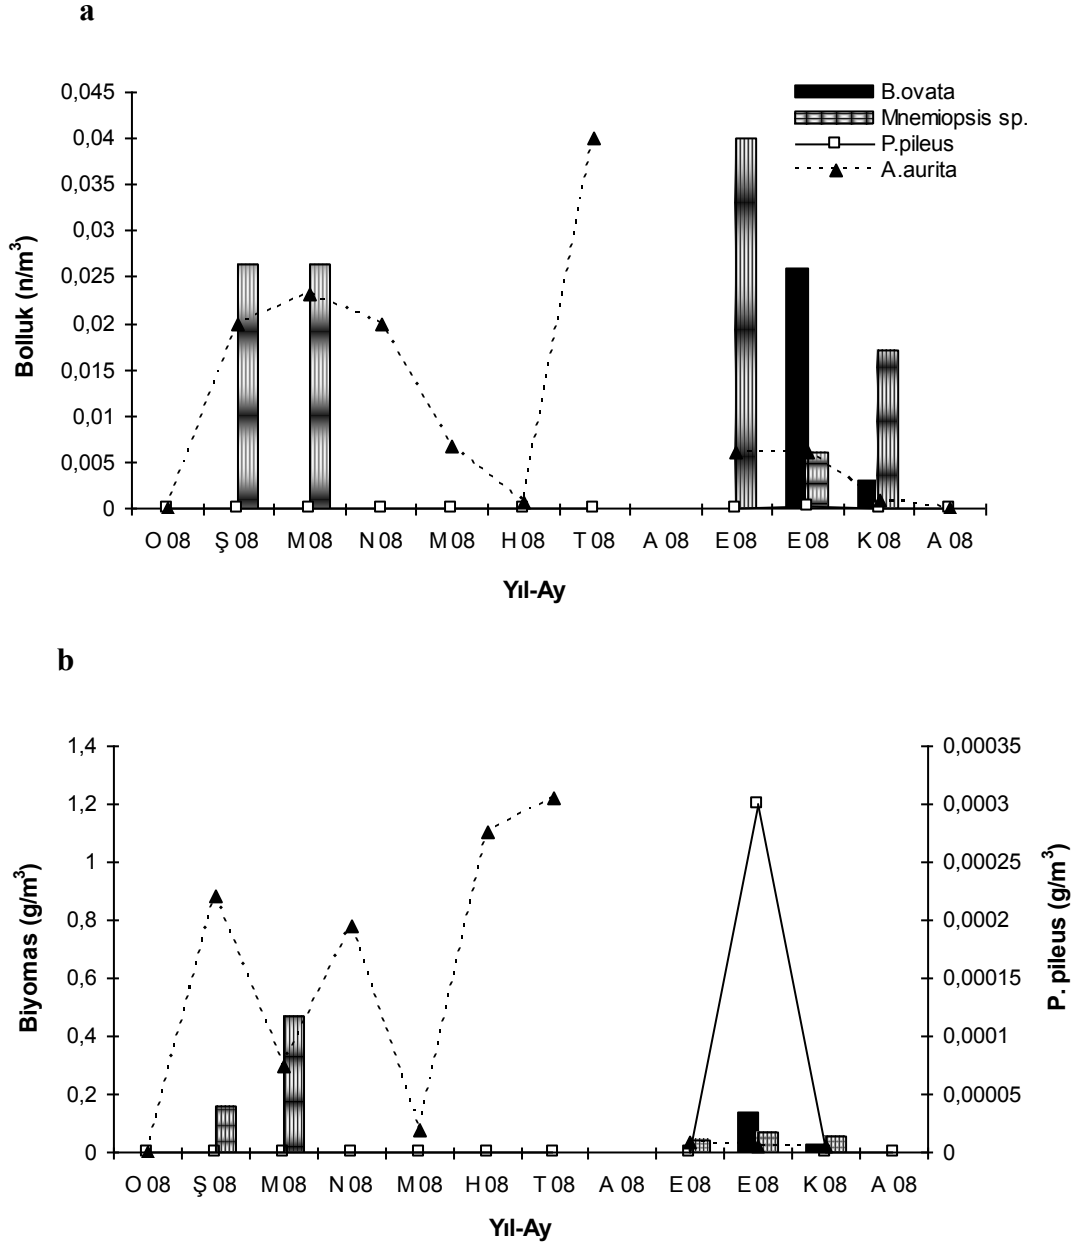 a
0,045
0,04
0,035
0,03
0,025
0,02
0,015
0,01
0,005
0
Bolluk (n/m³)
B.ovata
Mnemiopsis sp.
P.pileus
A.aurita
O 08 Ş 08 M 08 N 08 M 08 H 08 T 08 A 08 E 08 E 08 K 08 A 08
Yıl-Ay
b
1,4
1,2
1
0,8
0,6
0,4
0,2
0
Biyomas (g/m³)
0,00035
0,0003
0,00025
0,0002
0,00015
0,0001
0,00005
0
P. pileus (g/m³)
O 08 Ş 08 M 08 N 08 M 08 H 08 T 08 A 08 E 08 E 08 K 08 A 08
Yıl-Ay